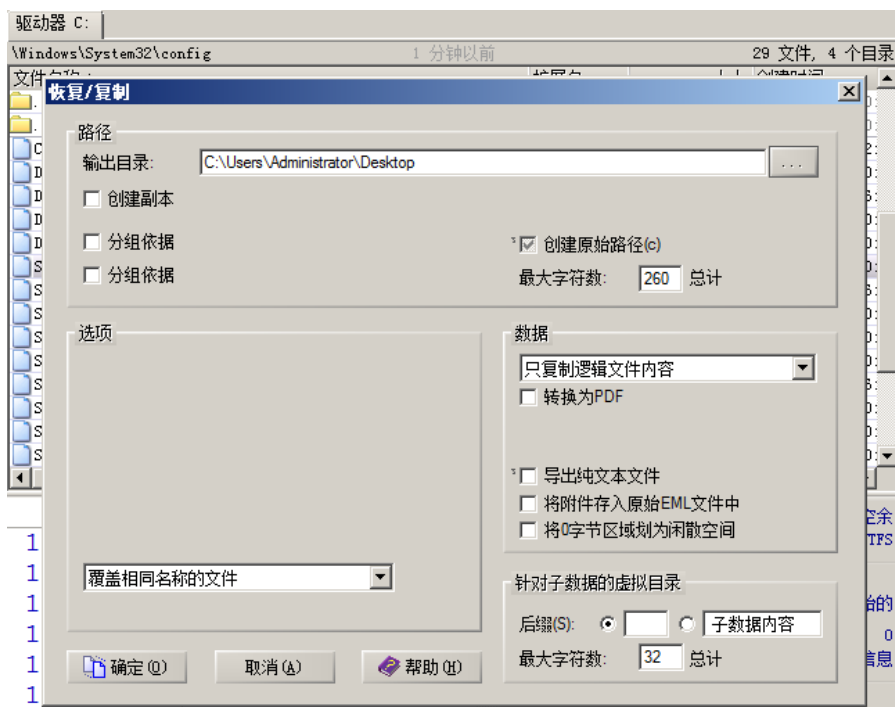 驱动器 C:
\Windows\System32\config 1 分钟以前 29 文件, 4 个目录
恢复/复制
路径
输出目录: C:\Users\Administrator\Desktop ...
创建副本
分组依据 创建原始路径(c)
分组依据 最大字符数: 260 总计
选项 数据
只复制逻辑文件内容
转换为PDF
导出纯文本文件
将附件存入原始EML文件中
将0字节区域划为闲散空间
覆盖相同名称的文件
针对子数据的虚拟目录
后缀(S): 子数据内容
最大字符数: 32 总计
确定(O) 取消(A) 帮助(H)